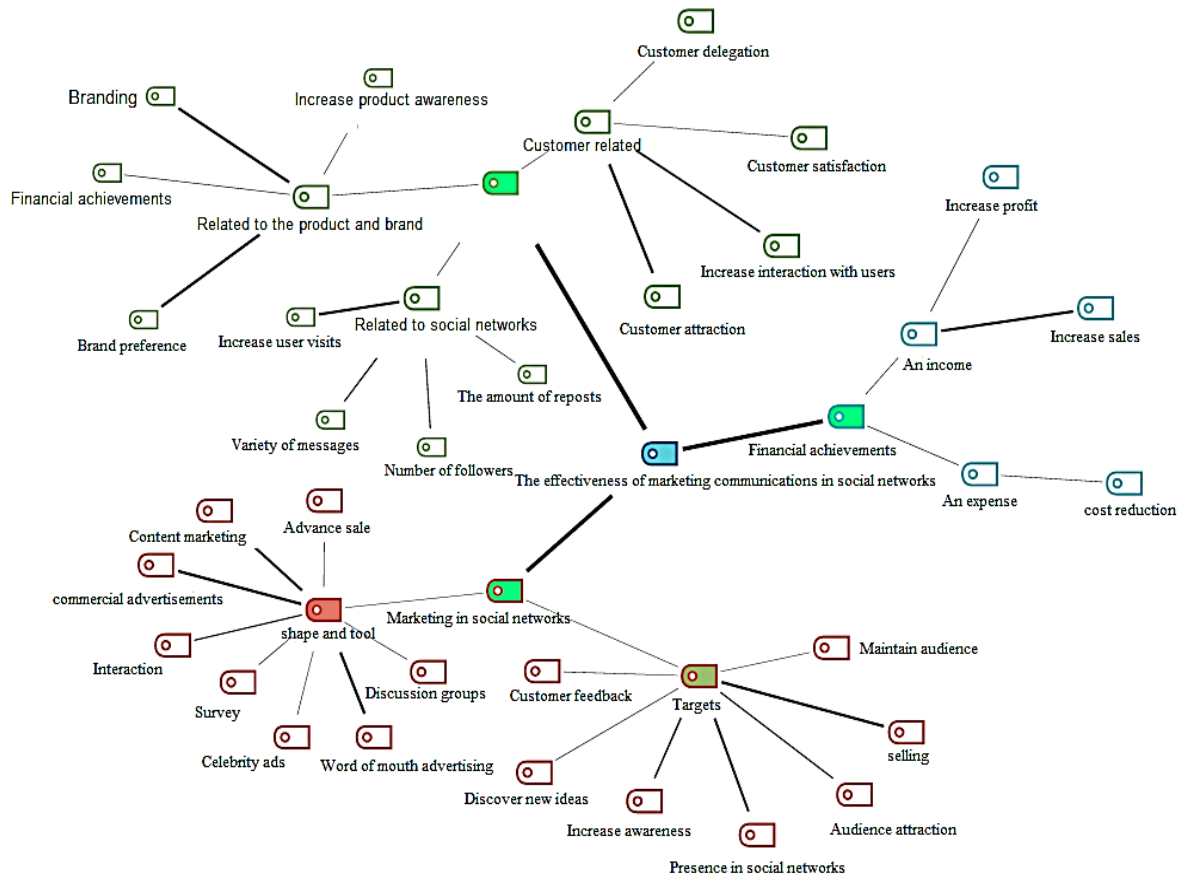 Customer delegation
Branding
Increase product awareness
Customer related
Customer satisfaction
Financial achievements
Related to the product and brand
Increase profit
Increase interaction with users
Customer attraction
Related to social networks
Increase user visits
Brand preference
Increase sales
An income
The amount of reposts
Variety of messages
Number of followers
Financial achievements
The effectiveness of marketing communications in social networks
An expense
cost reduction
Advance sale
Content marketing
commercial advertisements
Marketing in social networks
shape and tool
Interaction
Discussion groups
Survey
Celebrity ads
Word of mouth advertising
Maintain audience
Customer feedback
Targets
selling
Discover new ideas
Increase awareness
Audience attraction
Presence in social networks